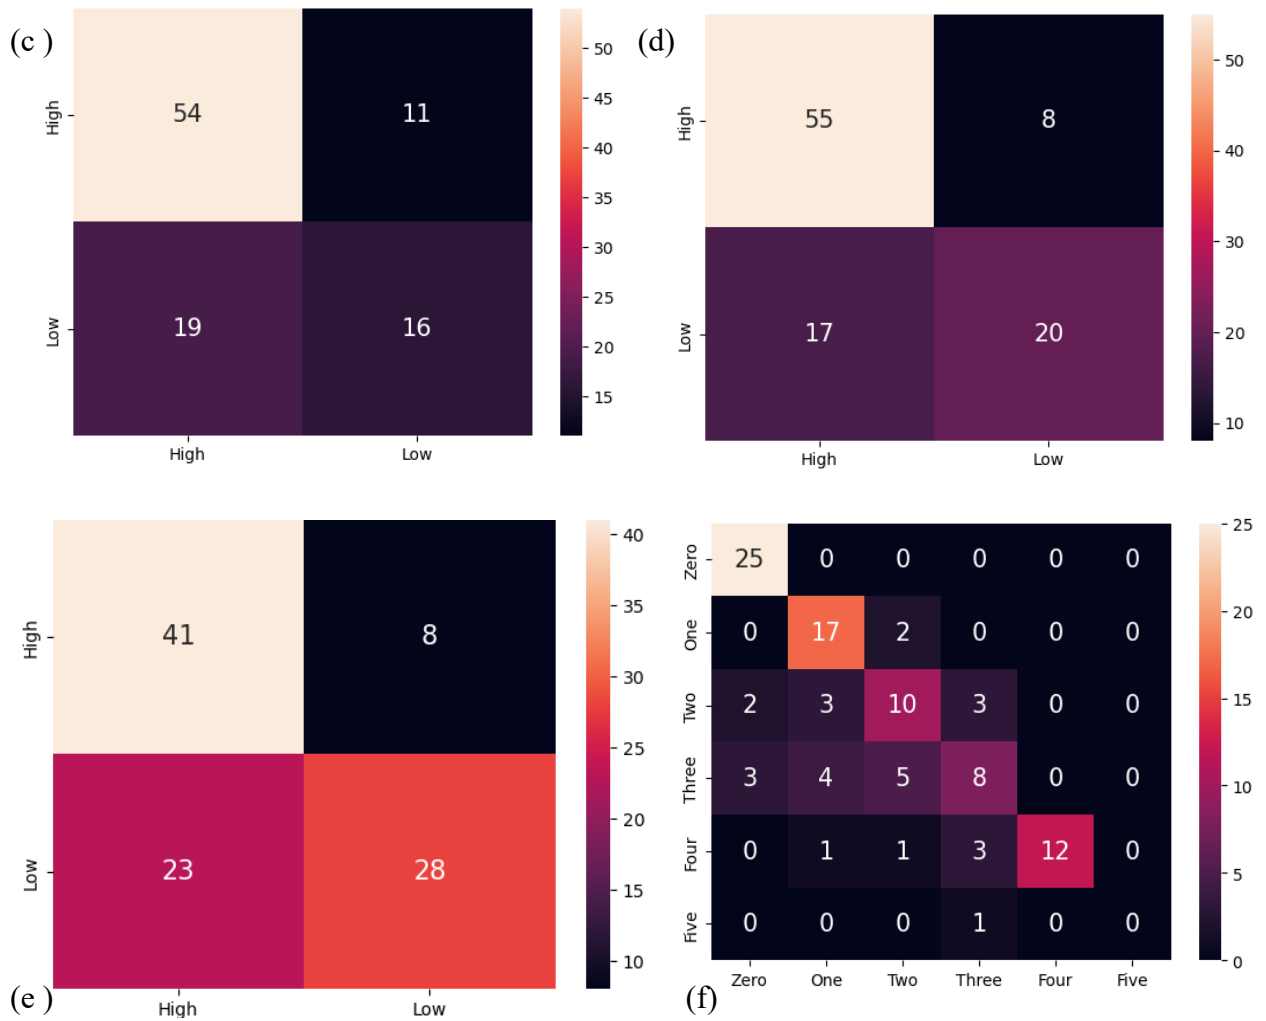 (c )
High
54
11
Low
19
16
High Low
50
45
40
35
30
25
20
15
(d)
High
55
8
Low
17
20
High Low
50
40
30
20
10
(e )
High
41
8
Low
23
28
High Low
40
35
30
25
20
15
10
(f)
Zero 25 0 0 0 0 0
One 0 17 2 0 0 0
Two 2 3 10 3 0 0
Three 3 4 5 8 0 0
Four 0 1 1 3 12 0
Five 0 0 0 1 0 0
Zero One Two Three Four Five
25
20
15
10
5
0